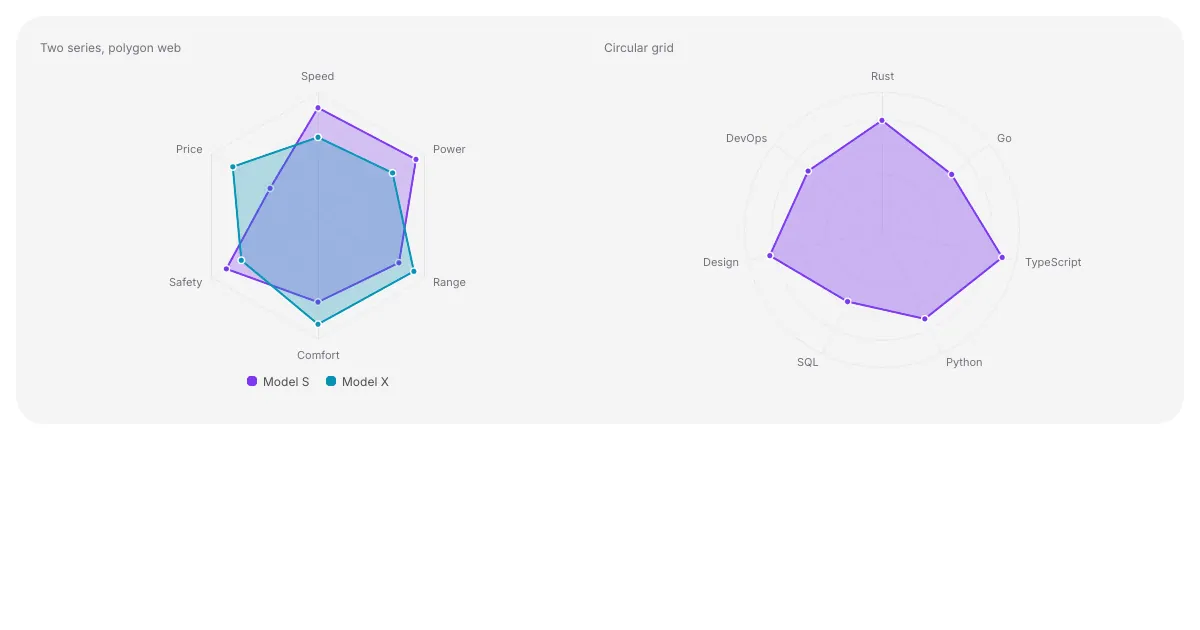 Two series, polygon web
Speed
Price
Power
Safety
Range
Comfort
Model S
Model X
Circular grid
Rust
DevOps
Go
Design
TypeScript
SQL
Python